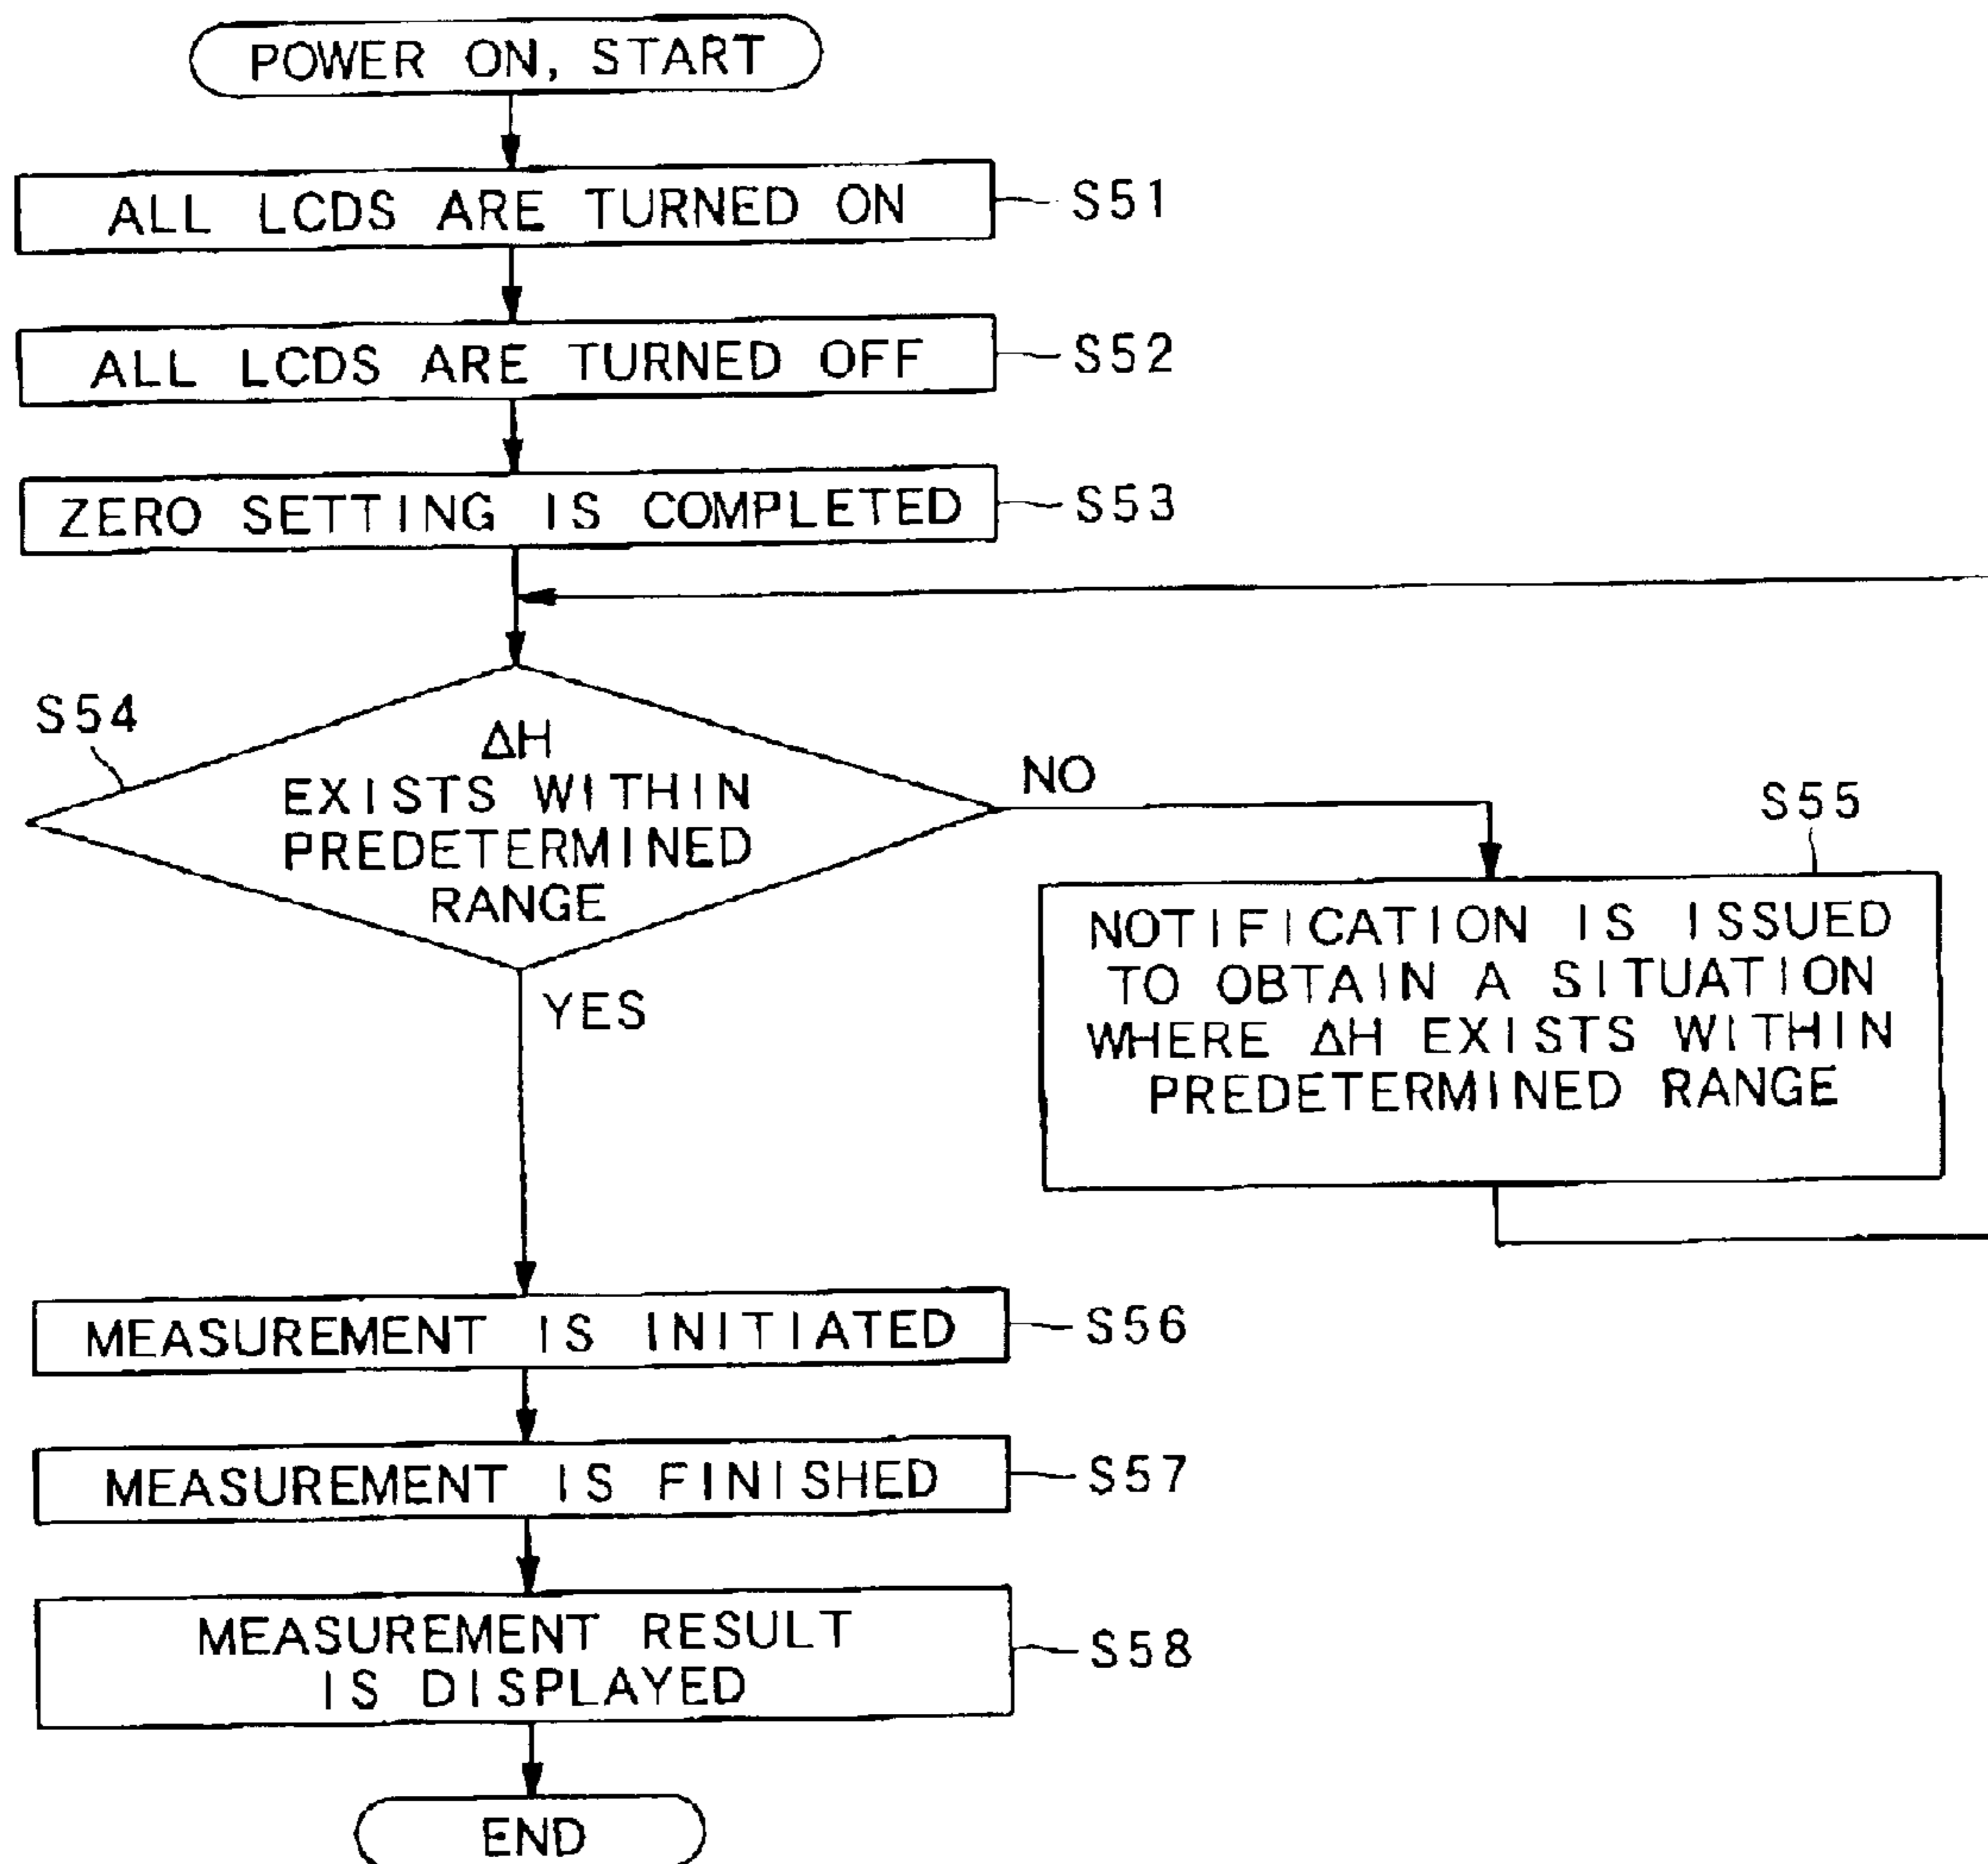 POWER ON, START
ALL LCDS ARE TURNED ON
S51
ALL LCDS ARE TURNED OFF
S52
ZERO SETTING IS COMPLETED
S53
S54
ΔH
EXISTS WITHIN
PREDETERMINED
RANGE
NO
YES
S55
NOTIFICATION IS ISSUED
TO OBTAIN A SITUATION
WHERE ΔH EXISTS WITHIN
PREDETERMINED RANGE
MEASUREMENT IS INITIATED
S56
MEASUREMENT IS FINISHED
S57
MEASUREMENT RESULT
IS DISPLAYED
S58
END